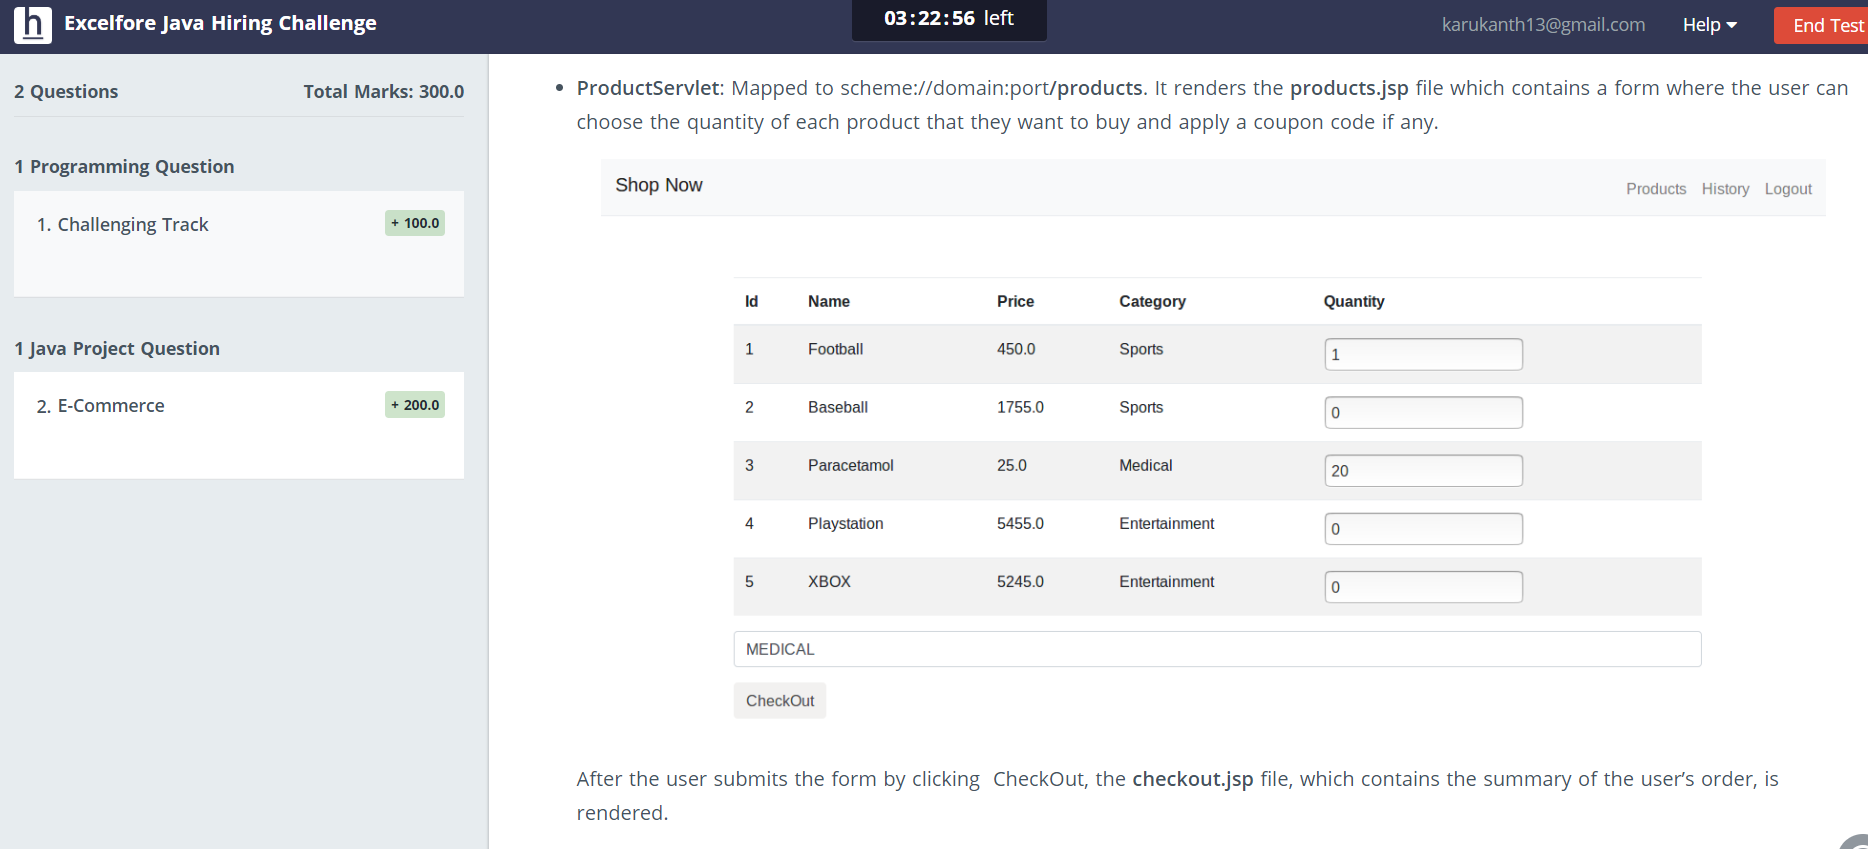 h Excelfore Java Hiring Challenge
03:22:56 left
karukanth13@gmail.com Help End Test
2 Questions Total Marks: 300.0
1 Programming Question
1. Challenging Track + 100.0
1 Java Project Question
2. E-Commerce + 200.0
• ProductServlet: Mapped to scheme://domain:port/products. It renders the products.jsp file which contains a form where the user can
choose the quantity of each product that they want to buy and apply a coupon code if any.
Shop Now Products History Logout
Id Name Price Category Quantity
1 Football 450.0 Sports 1
2 Baseball 1755.0 Sports 0
3 Paracetamol 25.0 Medical 20
4 Playstation 5455.0 Entertainment 0
5 XBOX 5245.0 Entertainment 0
MEDICAL
CheckOut
After the user submits the form by clicking CheckOut, the checkout.jsp file, which contains the summary of the user’s order, is
rendered.